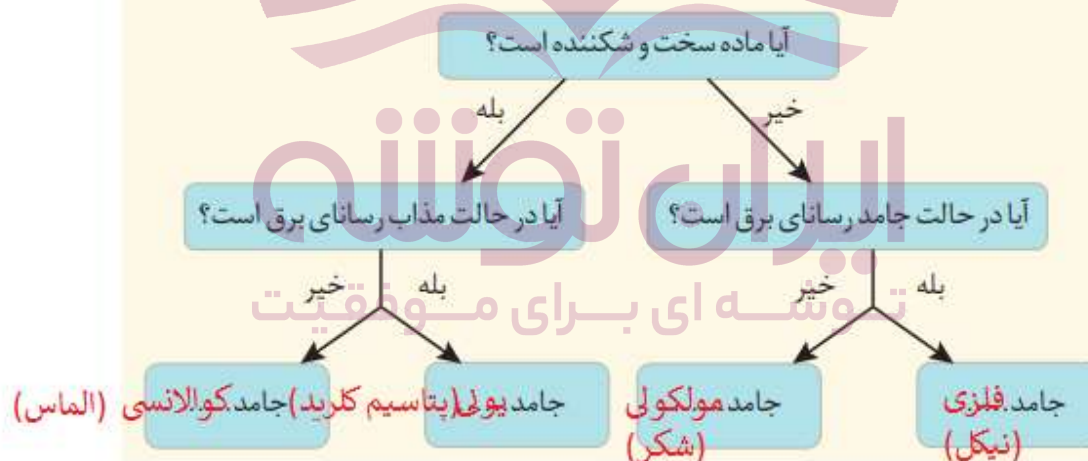 آیا ماده سخت و شکننده است؟
خیر
بله
آیا در حالت جامد رسانای برق است؟
آیا در حالت مذاب رسانای برق است؟
بله
خیر
بله
خیر
جامد فلزی
(نیکل)
جامد مولکولی
(شکر)
جامد یونی (پتاسیم کلرید)
جامد کووالانسی (الماس)
ایران توشه
توشه ای برای موفقیت